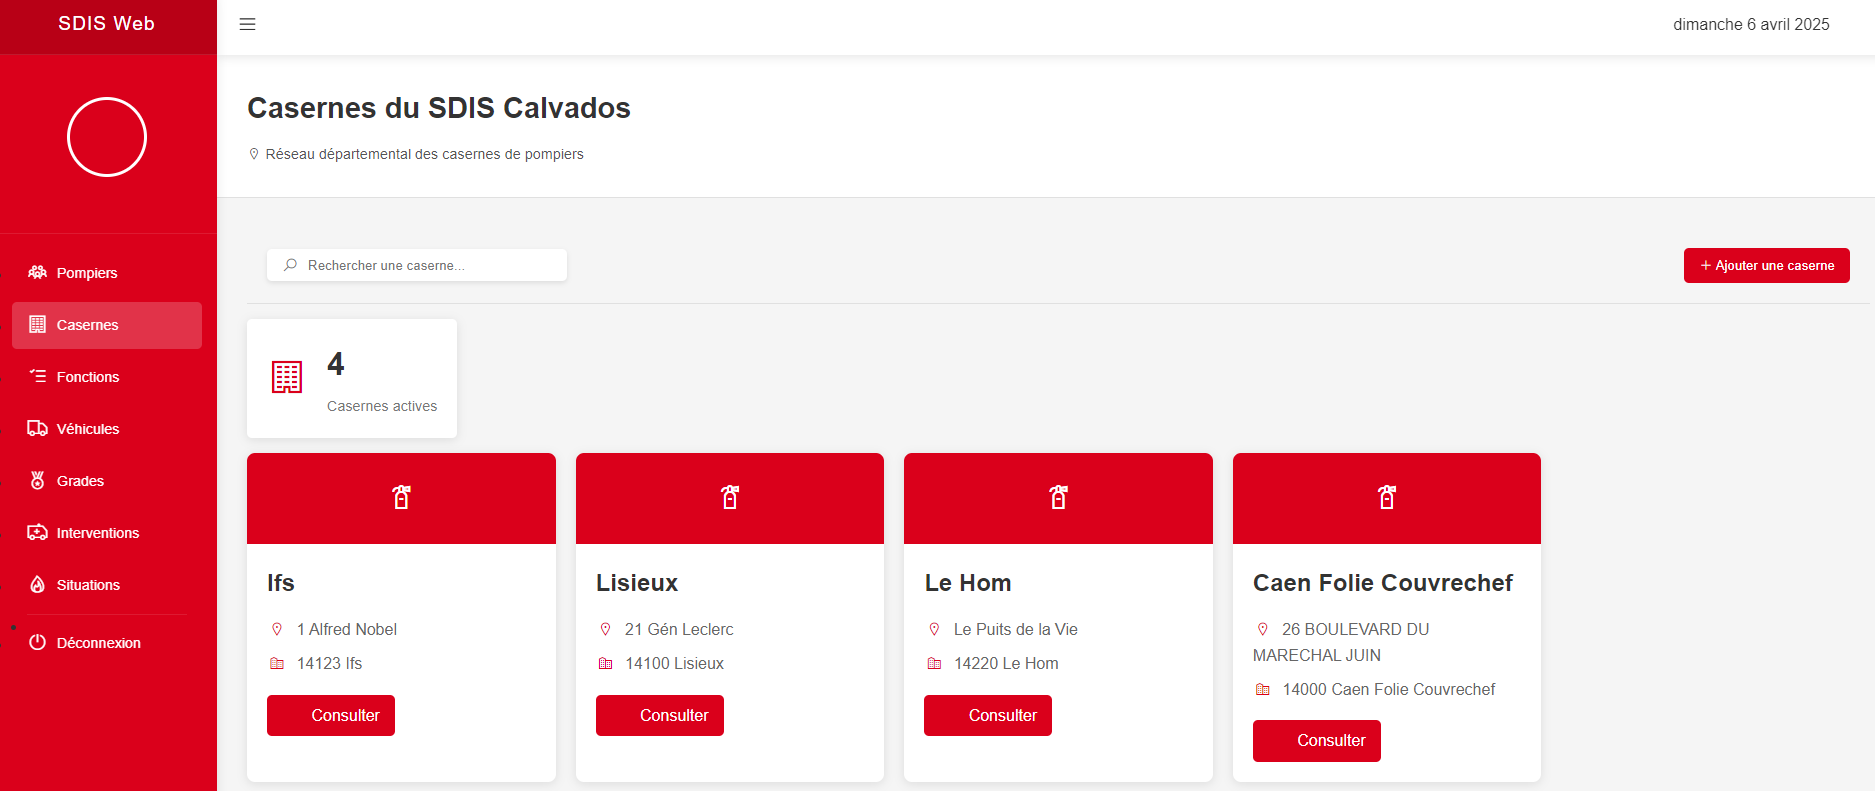 SDIS Web
dimanche 6 avril 2025
Casernes du SDIS Calvados
Réseau départemental des casernes de pompiers
Pompiers
Casernes
Fonctions
Véhicules
Grades
Interventions
Situations
Déconnexion
Rechercher une caserne...
+ Ajouter une caserne
4
Casernes actives
Ifs
1 Alfred Nobel
14123 Ifs
Consulter
Lisieux
21 Gén Leclerc
14100 Lisieux
Consulter
Le Hom
Le Puits de la Vie
14220 Le Hom
Consulter
Caen Folie Couvrechef
26 BOULEVARD DU
MARECHAL JUIN
14000 Caen Folie Couvrechef
Consulter